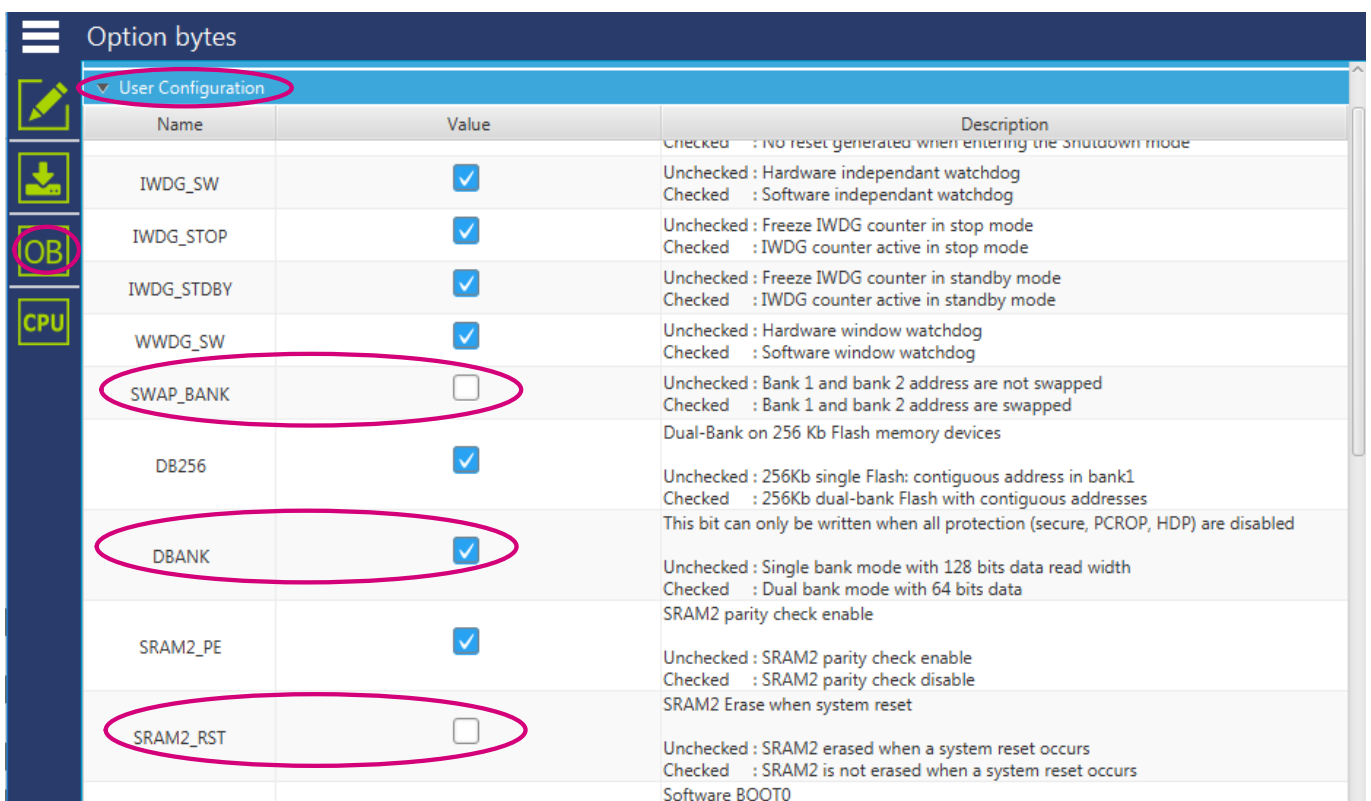 Option bytes
User Configuration
Name Value Description
Checked : No reset generated when entering the Shutdown mode
IWDG_SW
Unchecked : Hardware independant watchdog
Checked : Software independant watchdog
IWDG_STOP
Unchecked : Freeze IWDG counter in stop mode
Checked : IWDG counter active in stop mode
OB
IWDG_STDBY
Unchecked : Freeze IWDG counter in standby mode
Checked : IWDG counter active in standby mode
CPU
WWDG_SW
Unchecked : Hardware window watchdog
Checked : Software window watchdog
SWAP_BANK
Unchecked : Bank 1 and bank 2 address are not swapped
Checked : Bank 1 and bank 2 address are swapped
DB256
Dual-Bank on 256 Kb Flash memory devices
Unchecked : 256Kb single Flash: contiguous address in bank1
Checked : 256Kb dual-bank Flash with contiguous addresses
DBANK
This bit can only be written when all protection (secure, PCROP, HDP) are disabled
Unchecked : Single bank mode with 128 bits data read width
Checked : Dual bank mode with 64 bits data
SRAM2_PE
SRAM2 parity check enable
Unchecked : SRAM2 parity check enable
Checked : SRAM2 parity check disable
SRAM2_RST
SRAM2 Erase when system reset
Unchecked : SRAM2 erased when a system reset occurs
Checked : SRAM2 is not erased when a system reset occurs
Software BOOT0